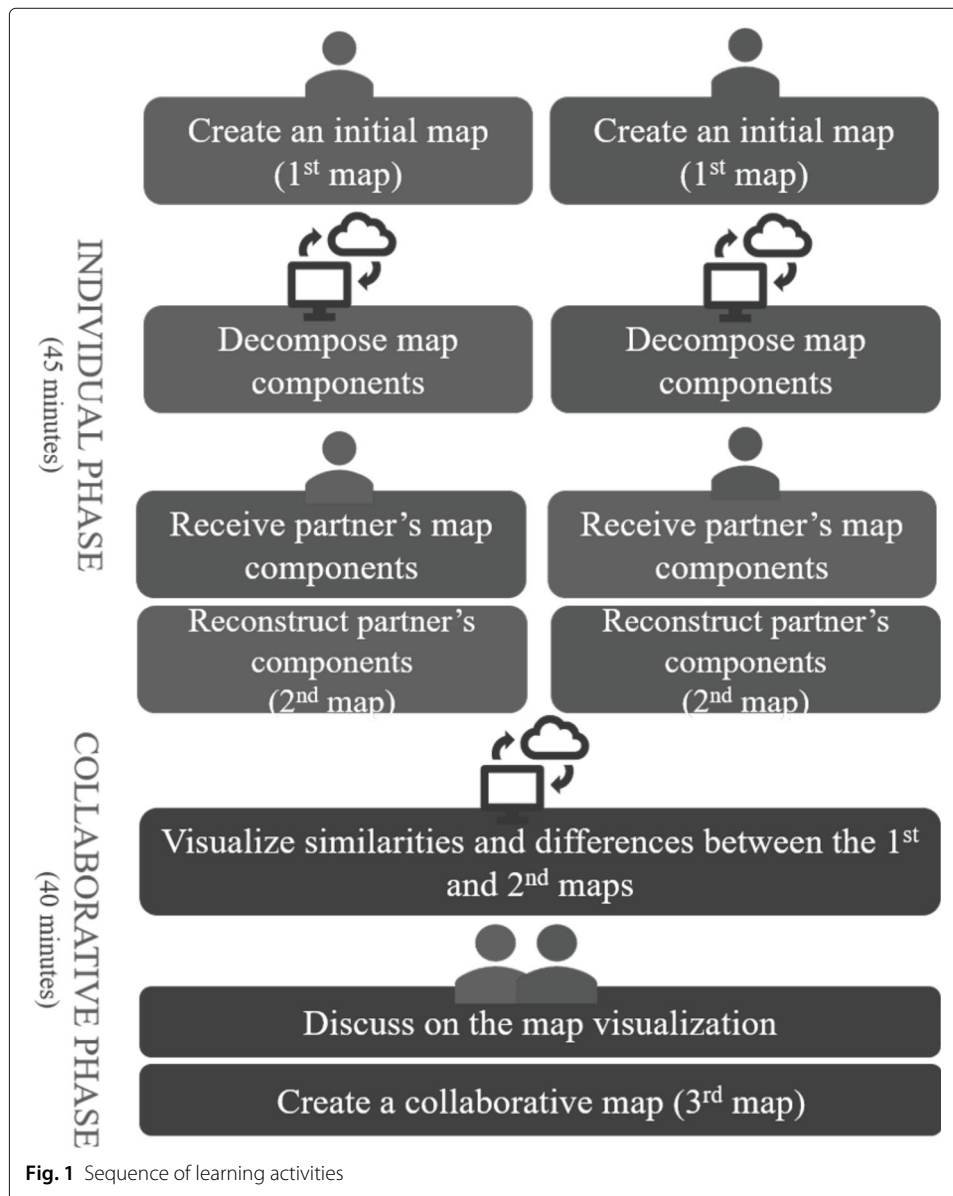 Create an initial map
(1st map)
Create an initial map
(1st map)
Decompose map
components
Decompose map
components
INDIVIDUAL PHASE
(45 minutes)
Receive partner's map
components
Receive partner's map
components
Reconstruct partner's
components
(2nd map)
Reconstruct partner's
components
(2nd map)
COLLABORATIVE PHASE
(40 minutes)
Visualize similarities and differences between the 1st
and 2nd maps
Discuss on the map visualization
Create a collaborative map (3rd map)
Fig. 1 Sequence of learning activities